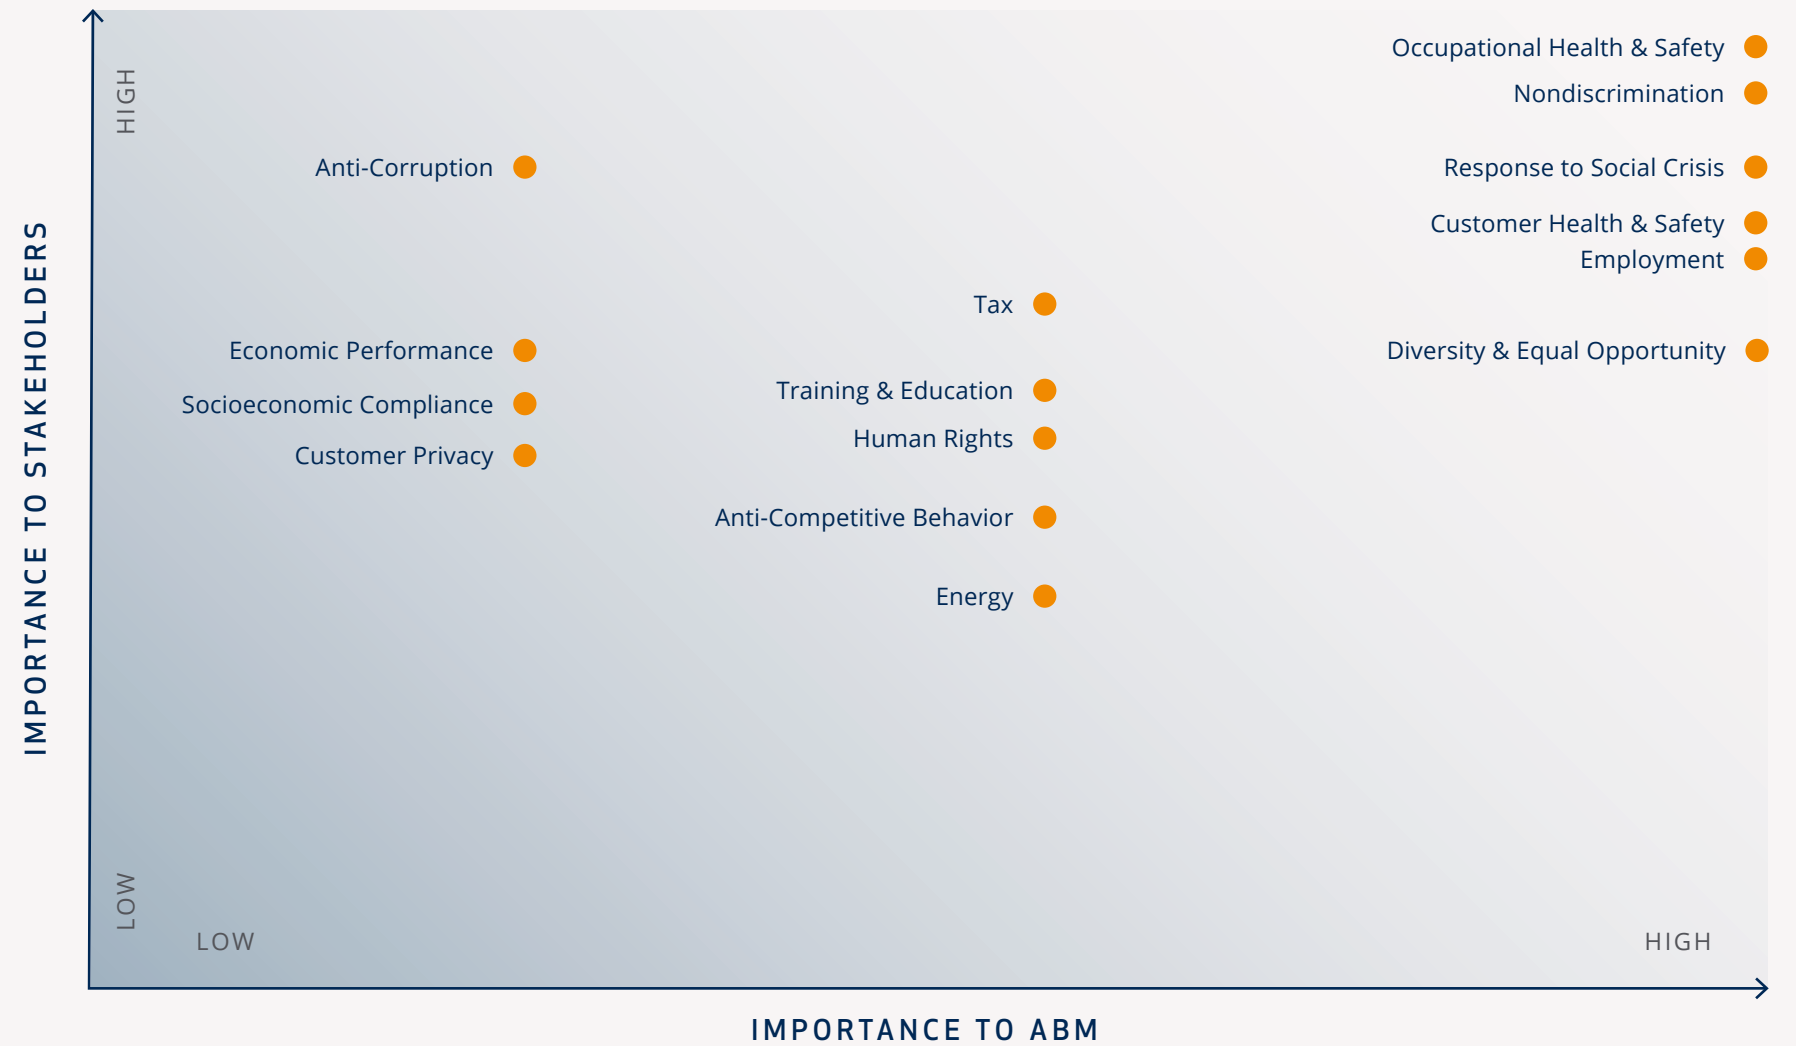 HIGH
Occupational Health & Safety
Nondiscrimination
Anti-Corruption
Response to Social Crisis
Customer Health & Safety
Employment
Tax
Economic Performance
Diversity & Equal Opportunity
Training & Education
Socioeconomic Compliance
Human Rights
Customer Privacy
Anti-Competitive Behavior
Energy
IMPORTANCE TO STAKEHOLDERS
LOW
LOW
HIGH
IMPORTANCE TO ABM